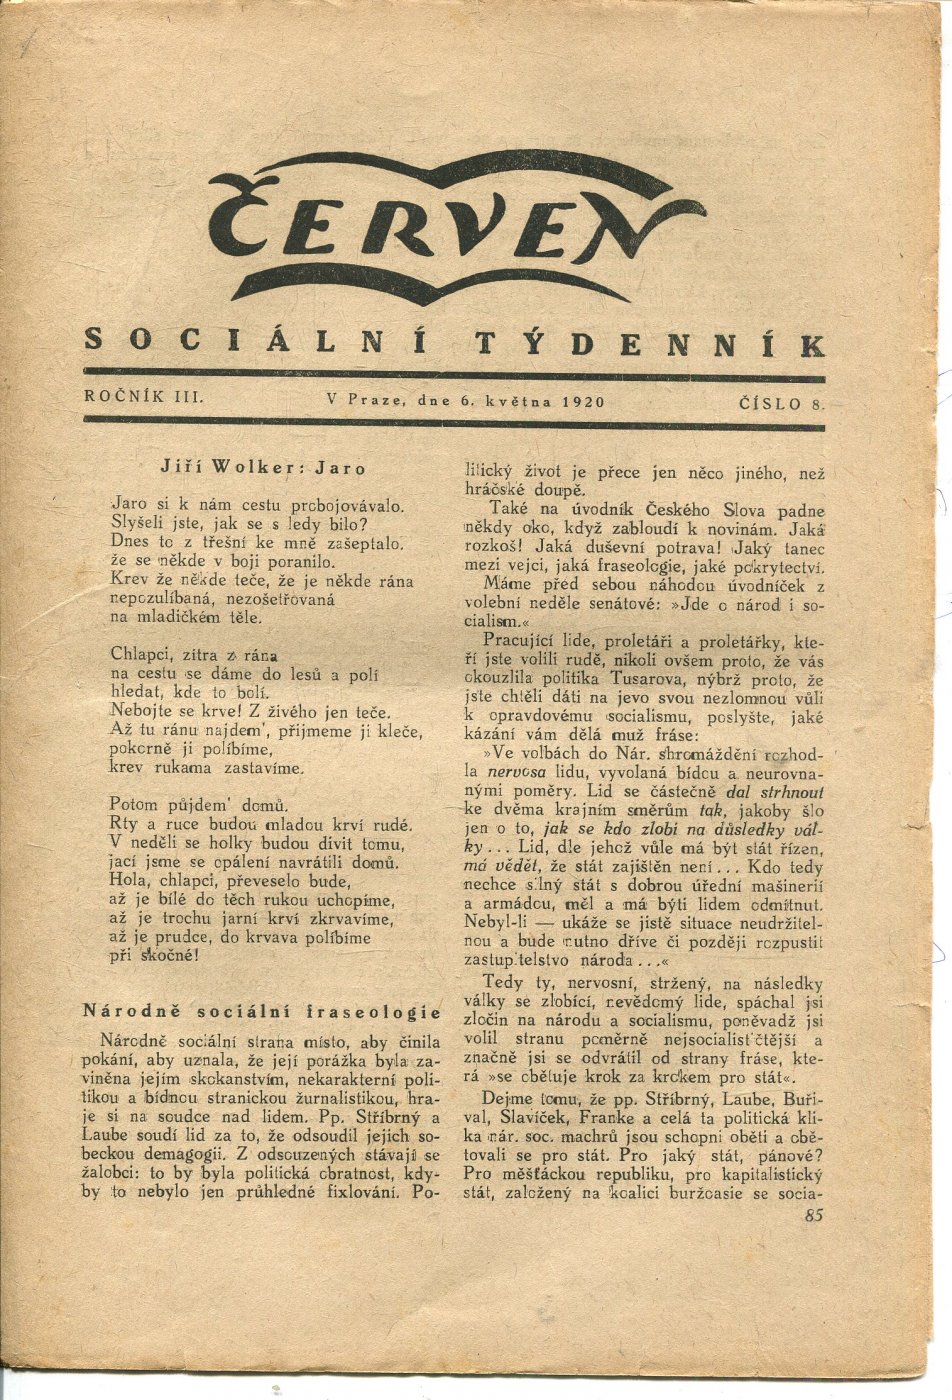 ČERVEN
SOCIÁLNÍ TÝDENNÍK
ROČNÍK III.
V Praze, dne 6. května 1920
ČÍSLO 8.
Jiří Wolker: Jaro
Jaro si k nám cestu probojovávalo.
Slyšeli jste, jak se s ledy bilo?
Dnes to z třešní ke mně zašeptalo,
že se někde v boji poranilo.
Krev že někde teče, že je někde rána
nepozulíbaná, nezošetřovaná
na mladičkém těle.
Chlapci, zítra z rána
na cestu se dáme do lesů a polí
hledat, kde to bolí.
Nebojte se krve! Z živého jen teče.
Až tu ránu najdem', přijmeme ji kleče,
pokorně ji políbíme,
krev rukama zastavíme.
Potom půjdem' domů.
Rty a ruce budou mladou krví rudé.
V neděli se holky budou divit tomu,
jací jsme se opálení navrátili domů.
Hola, chlapci, převeselo bude,
až je bílé do těch rukou uchopíme,
až je trochu jarní krví zkrvavíme,
až je prudce, do krvava políbíme
při skočné!
Národně sociální fraseologie
Národně sociální strana místo, aby činila
pokání, aby uznala, že její porážka byla za-
viněna jejím skokanstvím, nekarakterní poli-
tikou a bídnou stranickou žurnalistikou, hra-
je si na soudce nad lidem. Pp. Stříbrný a
Laube soudí lid za to, že odsoudil jejich so-
beckou demagogii. Z odsouzených stávají se
žalobci: to by byla politická obratnost, kdy-
by to nebylo jen průhledné fixlování. Po-
litický život je přece jen něco jiného, než
hráčské doupě.
Také na úvodník Českého Slova padne
někdy oko, když zabloudí k novinám. Jaká
rozkoš! Jaká duševní potrava! Jaký tanec
mezi vejci, jaká fraseologie, jaké pokrytectví.
Máme před sebou náhodou úvodníček z
volební neděle senátové: »Jde o národ i so-
cialism.«
Pracující lide, proletáři a proletářky, kte-
ří jste volili rudě, nikoli ovšem proto, že vás
okouzlila politika Tusarova, nýbrž proto, že
jste chtěli dáti na jevo svou nezlomnou vůli
k opravdovému socialismu, poslyšte, jaké
kázání vám dělá muž fráse:
»Ve volbách do Nár. shromáždění rozhod-
la nervosa lidu, vyvolaná bídou a neurovna-
nými poměry. Lid se částečně dal strhnout
ke dvěma krajním směrům tak, jakoby šlo
jen o to, jak se kdo zlobí na důsledky vál-
ky... Lid, dle jehož vůle má být stát řízen,
má vědět, že stát zajištěn není... Kdo tedy
nechce silný stát s dobrou úřední mašinerií
a armádou, měl a má býti lidem odmítnut.
Nebyl-li — ukáže se jistě situace neudržitel-
nou a bude nutno dříve či později rozpustit
zastupitelstvo národa...«
Tedy ty, nervosní, stržený, na následky
války se zlobící, nevědomý lide, spáchal jsi
zločin na národu a socialismu, poněvadž jsi
volil stranu poměrně nejsocialističtější a
značně jsi se odvrátil od strany fráse, kte-
rá »se obětuje krok za krokem pro stát«.
Dejme tomu, že pp. Stříbrný, Laube, Buři-
val, Slavíček, Franke a celá ta politická kli-
ka nár. soc. machrů jsou schopni oběti a obě-
tovali se pro stát. Pro jaký stát, pánové?
Pro měšťáckou republiku, pro kapitalistický
stát, založený na koalici buržoasie se socia-
85